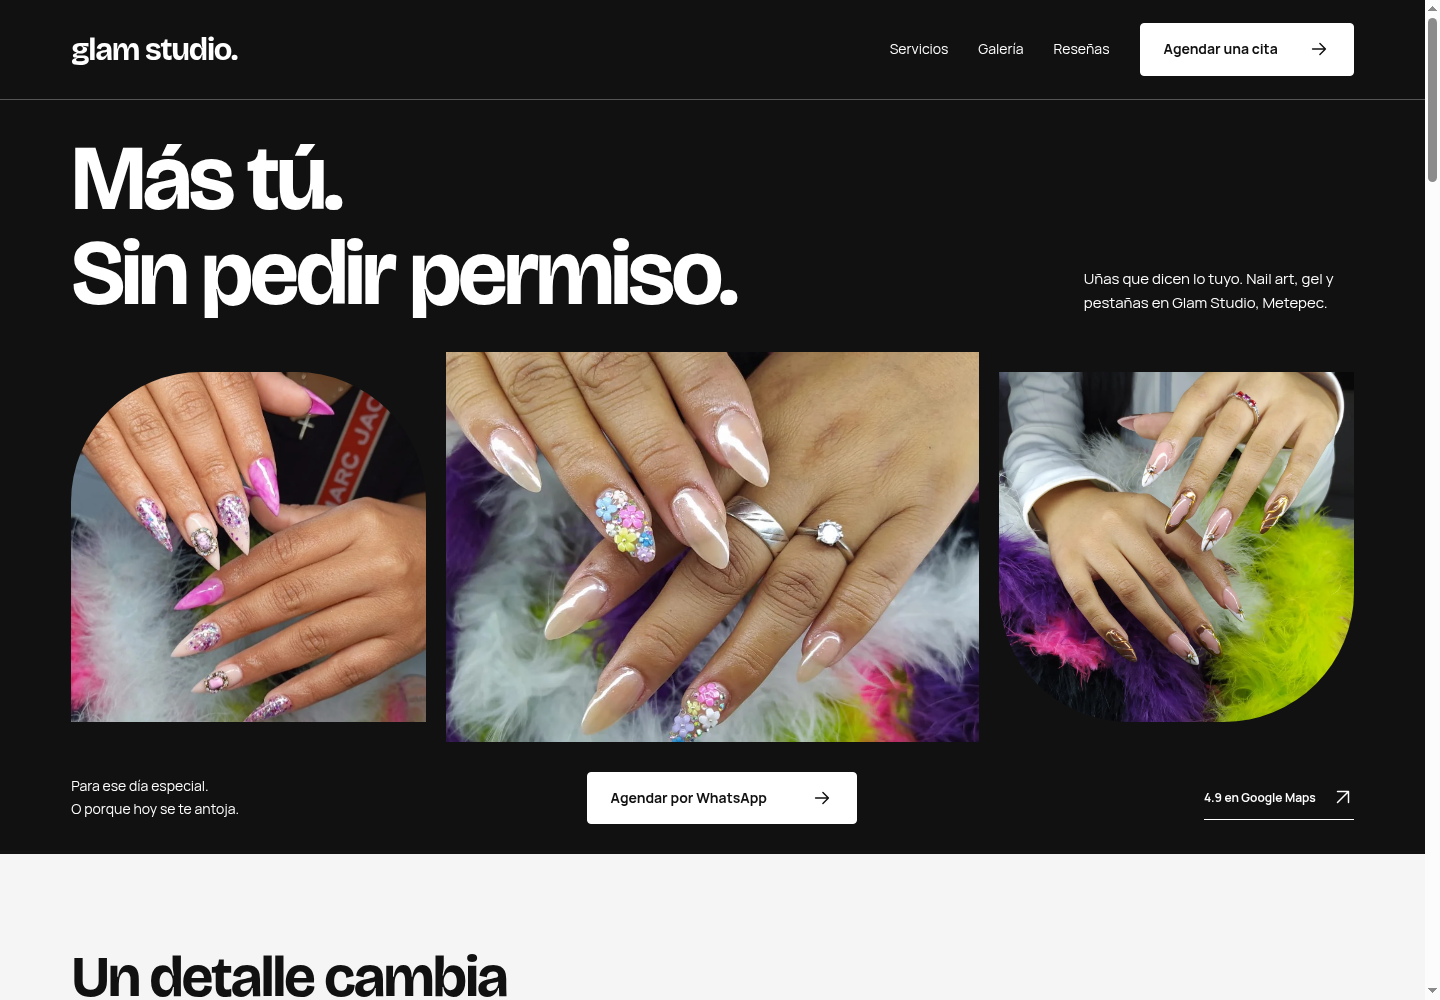 glam studio.
Servicios
Galería
Reseñas
Agendar una cita
Más tú.
Sin pedir permiso.
Uñas que dicen lo tuyo. Nail art, gel y
pestañas en Glam Studio, Metepec.
ARC JAC
Para ese día especial.
O porque hoy se te antoja.
Agendar por WhatsApp
4.9 en Google Maps
Un detalle cambia